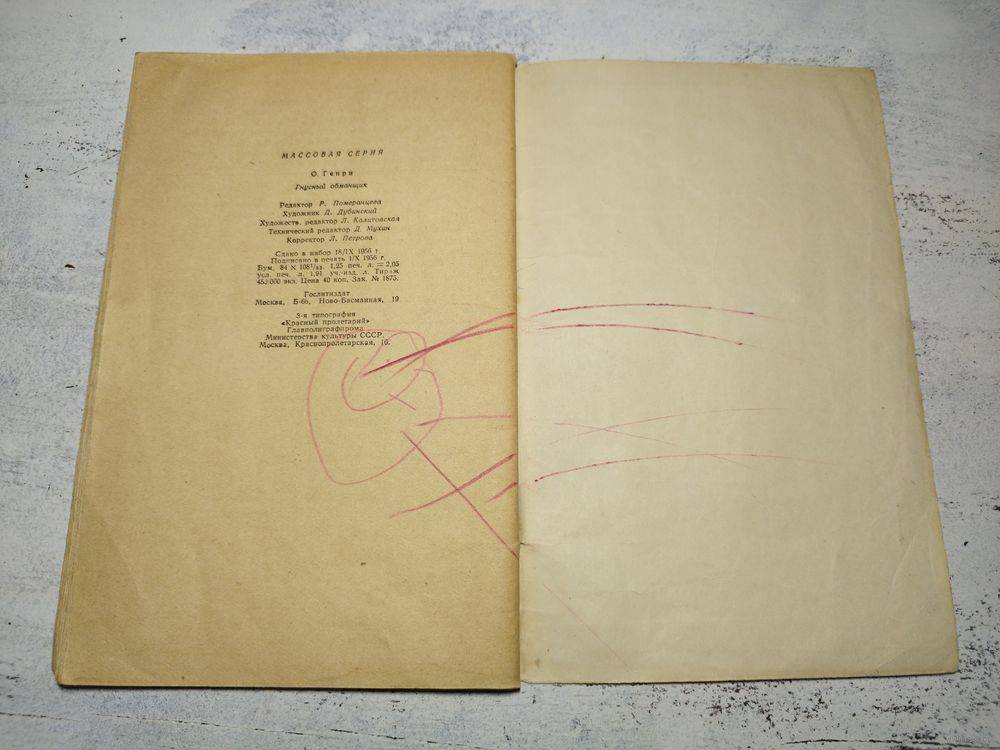 МАССОВАЯ СЕРИЯ
О. Генри
Гнусный обманщик
Редактор Р. Померанцева
Художник Д. Дубинский
Художеств. редактор Л. Калитовская
Технический редактор Д. Мухин
Корректор Л. Петрова
Сдано в набор 18/IX 1956 г.
Подписано в печать 1/X 1956 г.
Бум. 84 × 108¹/₃₂. 1,25 печ. л. = 2,05
усл. печ. л. 1,91 уч.-изд. л. Тираж
450 000 экз. Цена 40 коп. Зак. № 1875.
Гослитиздат
Москва, Б-66, Ново-Басманная, 19
3-я типография
«Красный пролетарий»
Главполиграфпрома
Министерства культуры СССР.
Москва, Краснопролетарская, 16.